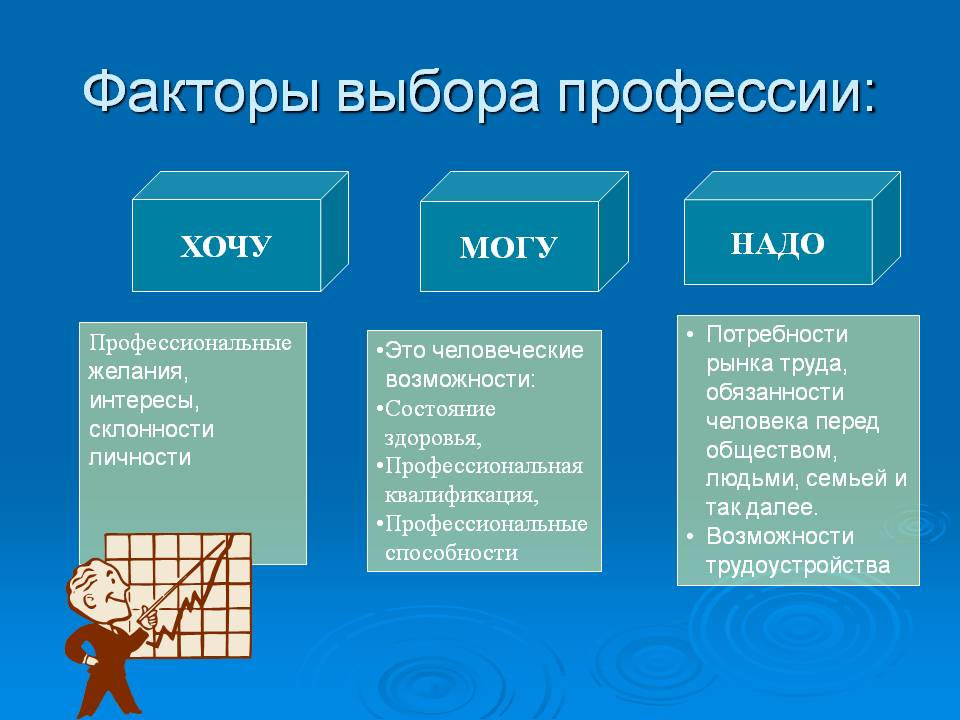 Факторы выбора профессии:
ХОЧУ
Профессиональные
желания,
интересы,
склонности
личности
МОГУ
•Это человеческие
возможности:
•Состояние
здоровья,
•Профессиональная
квалификация,
•Профессиональные
способности
НАДО
• Потребности
рынка труда,
обязанности
человека перед
обществом,
людьми, семьей и
так далее.
• Возможности
трудоустройства